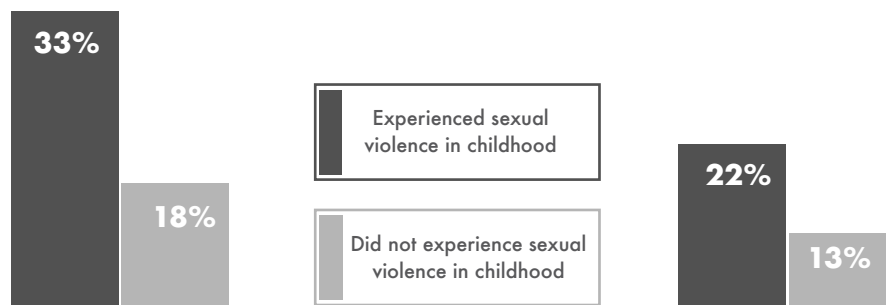 33%
18%
Experienced sexual
violence in childhood
Did not experience sexual
violence in childhood
22%
13%